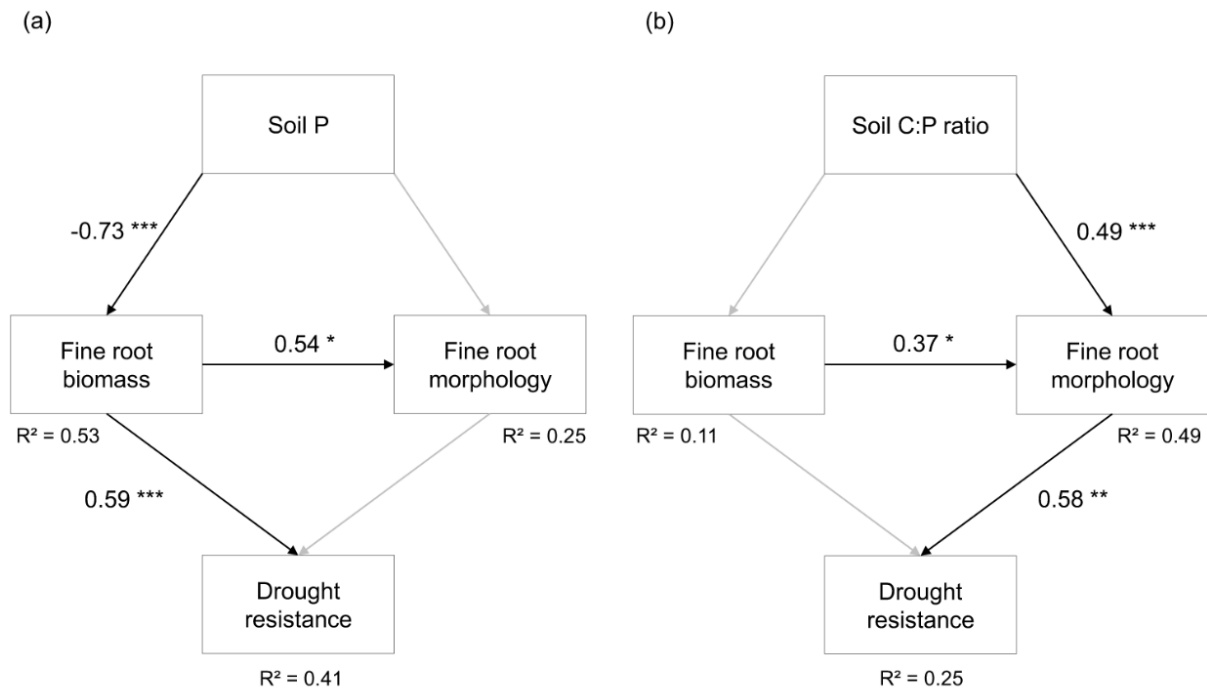 (a)
Soil P
-0.73 ***
Fine root
biomass
0.54 *
Fine root
morphology
R² = 0.53
R² = 0.25
0.59 ***
Drought
resistance
R² = 0.41
(b)
Soil C:P ratio
0.49 ***
Fine root
biomass
0.37 *
Fine root
morphology
R² = 0.11
R² = 0.49
0.58 **
Drought
resistance
R² = 0.25